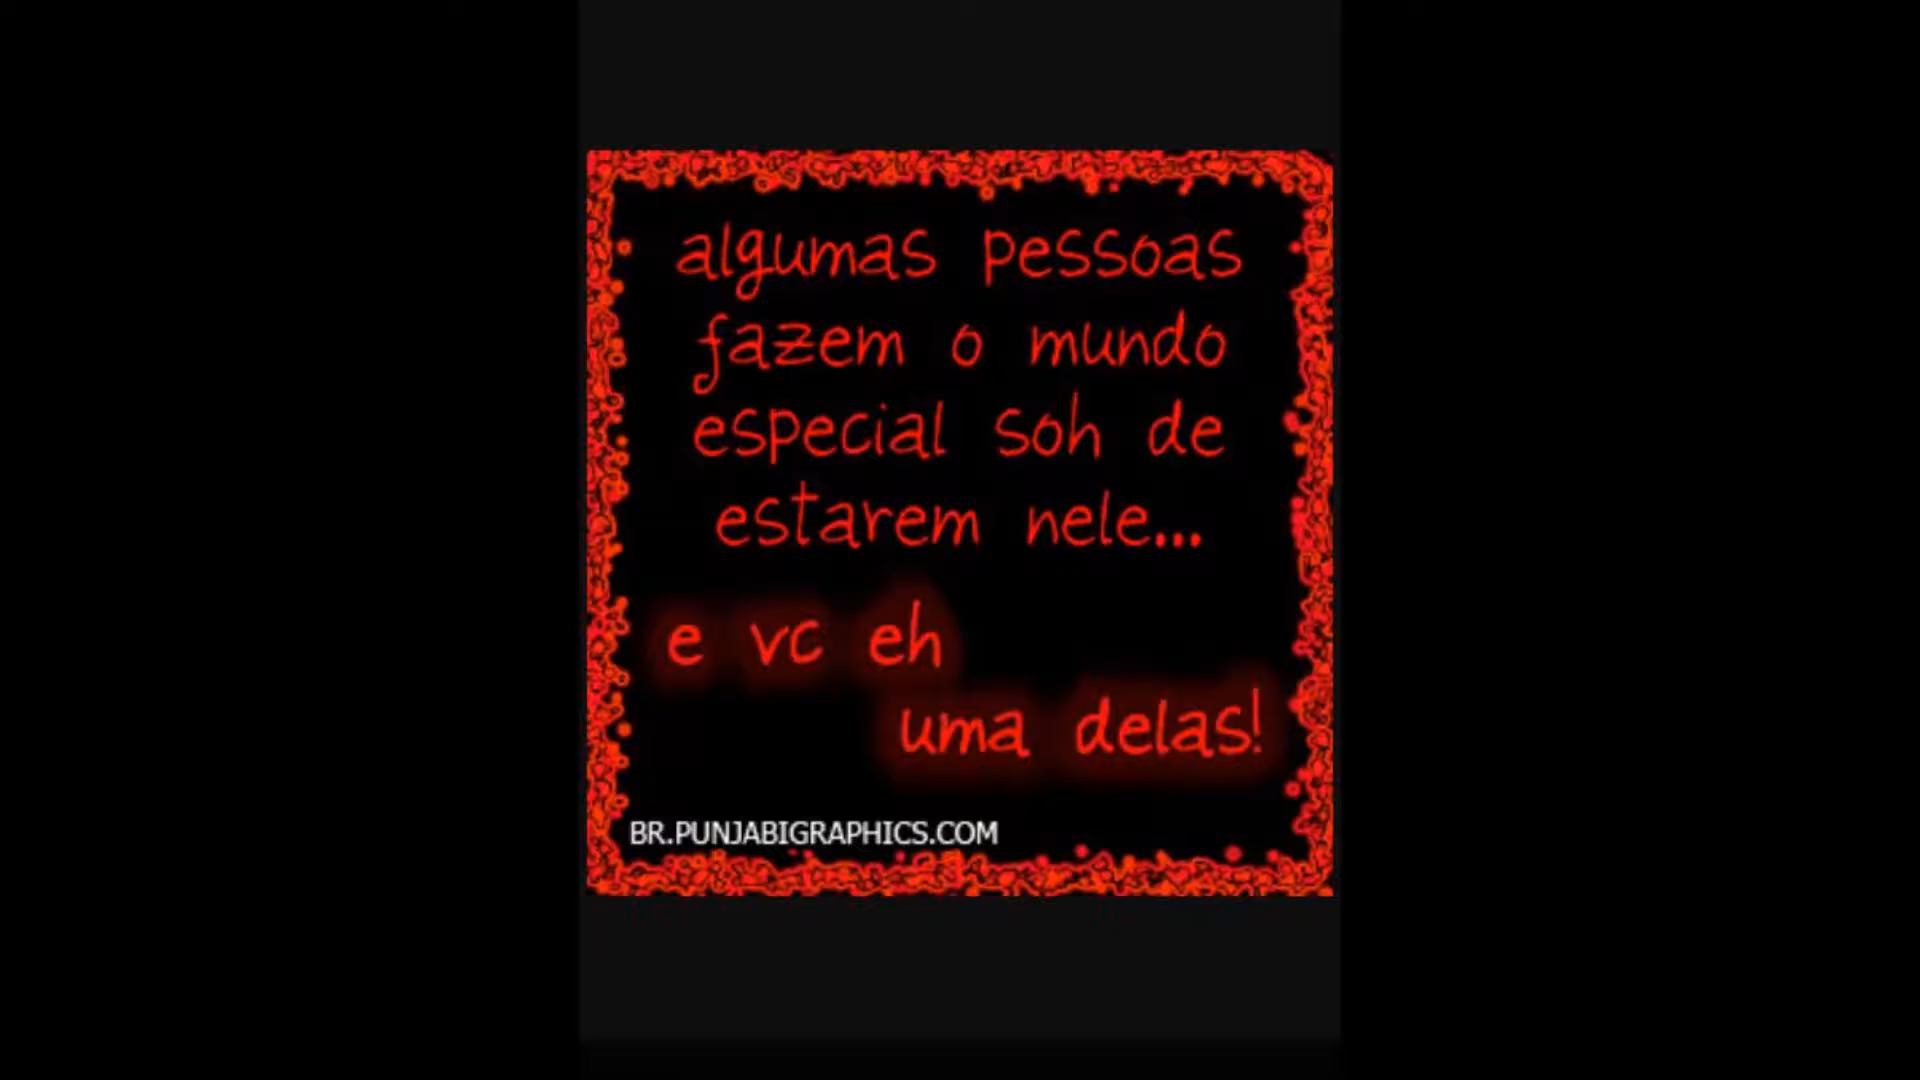 algumas pessoas
fazem o mundo
especial soh de
estarem nele...
e vc eh
uma delas!
BR.PUNJABIGRAPHICS.COM